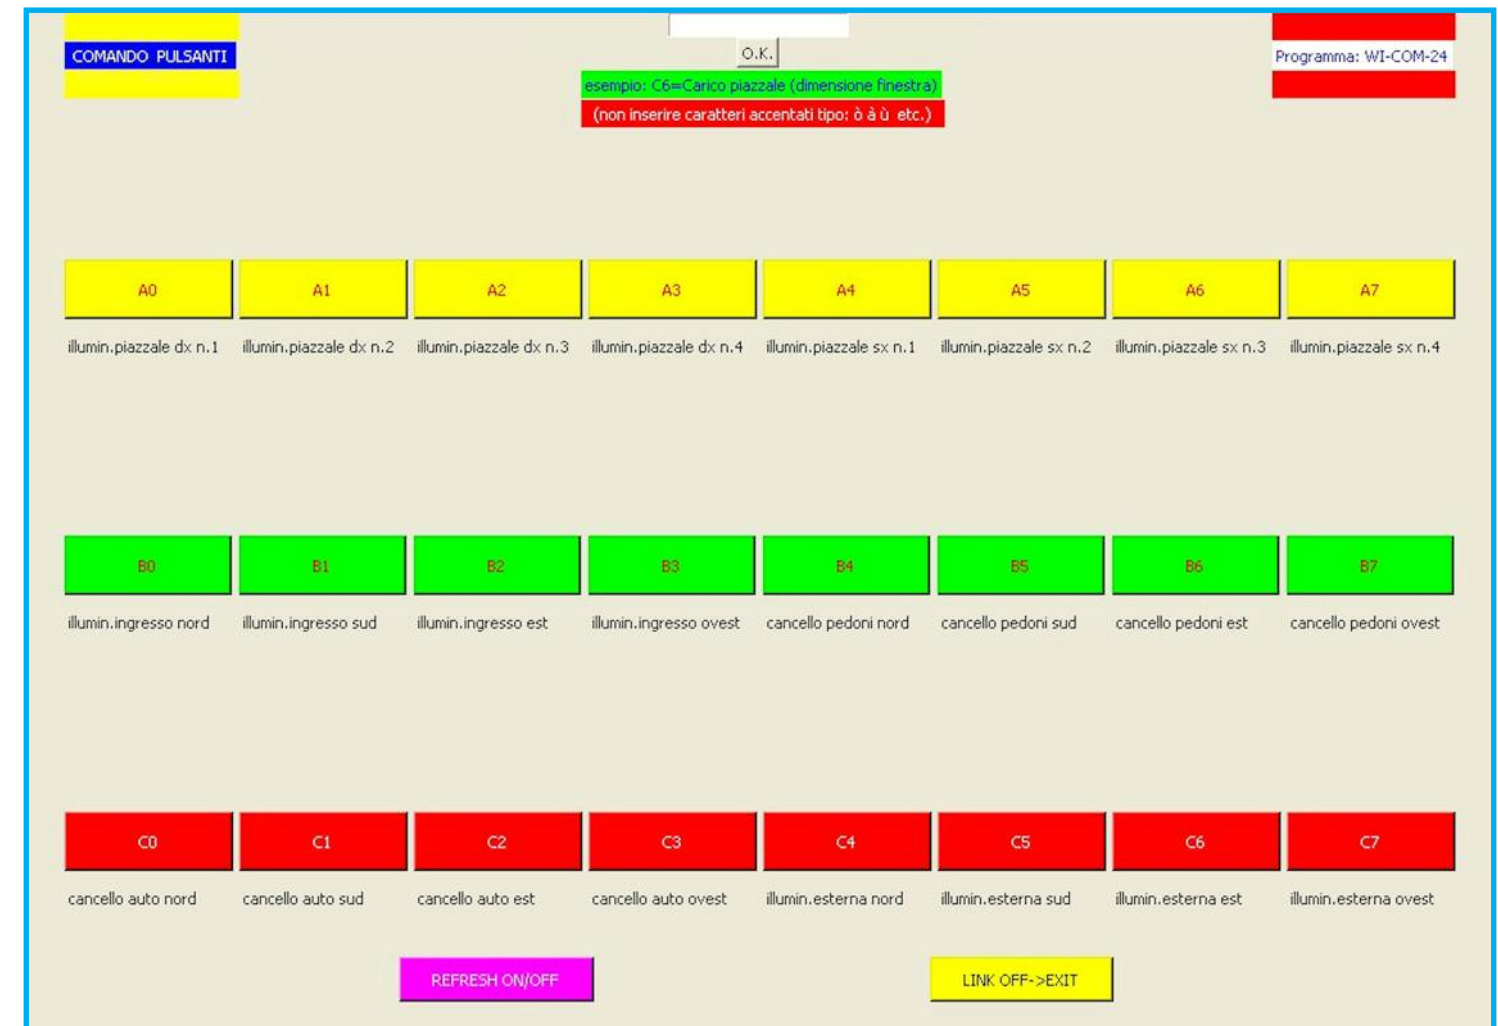 COMANDO PULSANTI
O.K.
Programma: WI-COM-24
esempio: C6=Carico piazzale (dimensione finestra)
(non inserire caratteri accentati tipo: ò à ù etc.)
A0 A1 A2 A3 A4 A5 A6 A7
illumin.piazzale dx n.1 illumin.piazzale dx n.2 illumin.piazzale dx n.3 illumin.piazzale dx n.4 illumin.piazzale sx n.1 illumin.piazzale sx n.2 illumin.piazzale sx n.3 illumin.piazzale sx n.4
B0 B1 B2 B3 B4 B5 B6 B7
illumin.ingresso nord illumin.ingresso sud illumin.ingresso est illumin.ingresso ovest cancello pedoni nord cancello pedoni sud cancello pedoni est cancello pedoni ovest
C0 C1 C2 C3 C4 C5 C6 C7
cancello auto nord cancello auto sud cancello auto est cancello auto ovest illumin.esterna nord illumin.esterna sud illumin.esterna est illumin.esterna ovest
REFRESH ON/OFF LINK OFF->EXIT